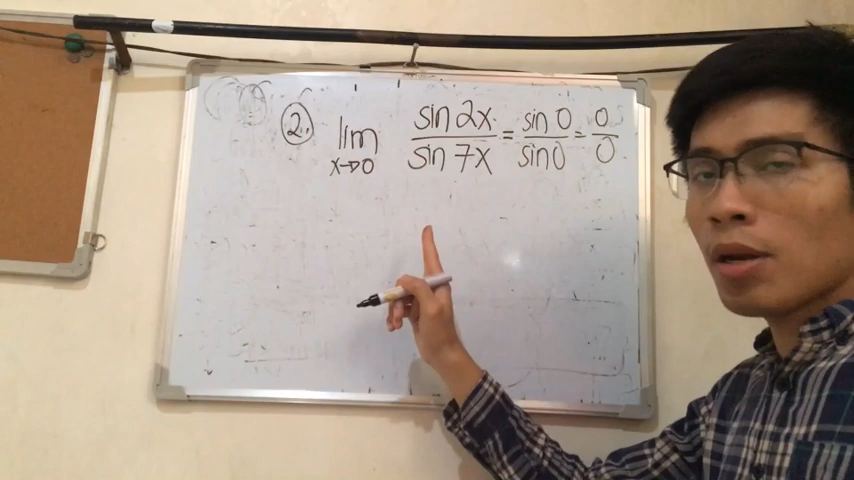 2. lim x→0 sin 2x / sin 7x = sin 0 / sin 0 = 0 / 0